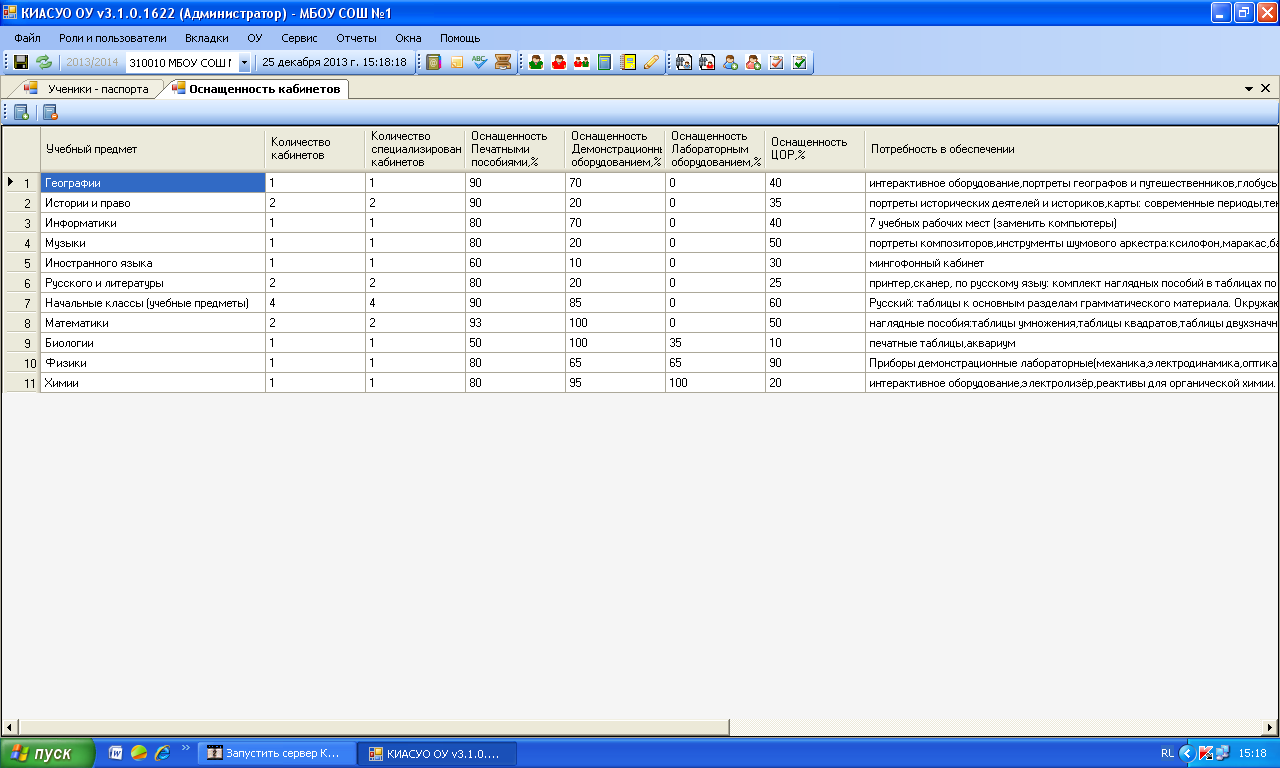 КИАСУО ОУ v3.1.0.1622 (Администратор) - МБОУ СОШ №1
Файл Роли и пользователи Вкладки ОУ Сервис Отчеты Окна Помощь
2013/2014 310010 МБОУ СОШ 25 декабря 2013 г. 15:18:18
Ученики - паспорта Оснащенность кабинетов
Учебный предмет
Количество
кабинетов
Количество
специализирован
кабинетов
Оснащенность
Печатными
пособиями,%
Оснащенность
Демонстрационн
оборудованием,%
Оснащенность
Лабораторным
оборудованием,%
Оснащенность
ЦОР,%
Потребность в обеспечении
1 Географии 1 1 90 70 0 40 интерактивное оборудование,портреты географов и путешественников,глобусы
2 Истории и право 2 2 90 20 0 35 портреты исторических деятелей и историков,карты: современные периоды,тем
3 Информатики 1 1 80 70 0 40 7 учебных рабочих мест (заменить компьютеры)
4 Музыки 1 1 80 20 0 50 портреты композиторов,инструменты шумового аркестра:ксилофон,маракас,б
5 Иностранного языка 1 1 60 10 0 30 мингофонный кабинет
6 Русского и литературы 2 2 80 20 0 25 принтер,сканер, по русскому языу: комплект наглядных пособий в таблицах по
7 Начальные классы (учебные предметы) 4 4 90 85 0 60 Русский: таблицы к основным разделам грамматического материала. Окружаю
8 Математики 2 2 93 100 0 50 наглядные пособия:таблицы умножения,таблицы квадратов,таблицы двухзначн
9 Биологии 1 1 50 100 35 10 печатные таблицы,аквариум
10 Физики 1 1 80 65 65 90 Приборы демонстрационные лабораторные(механика,электродинамика,оптика
11 Химии 1 1 80 95 100 20 интерактивное оборудование,электролизёр,реактивы для органической химии.
пуск Запустить сервер К... КИАСУО ОУ v3.1.0.... RL 15:18